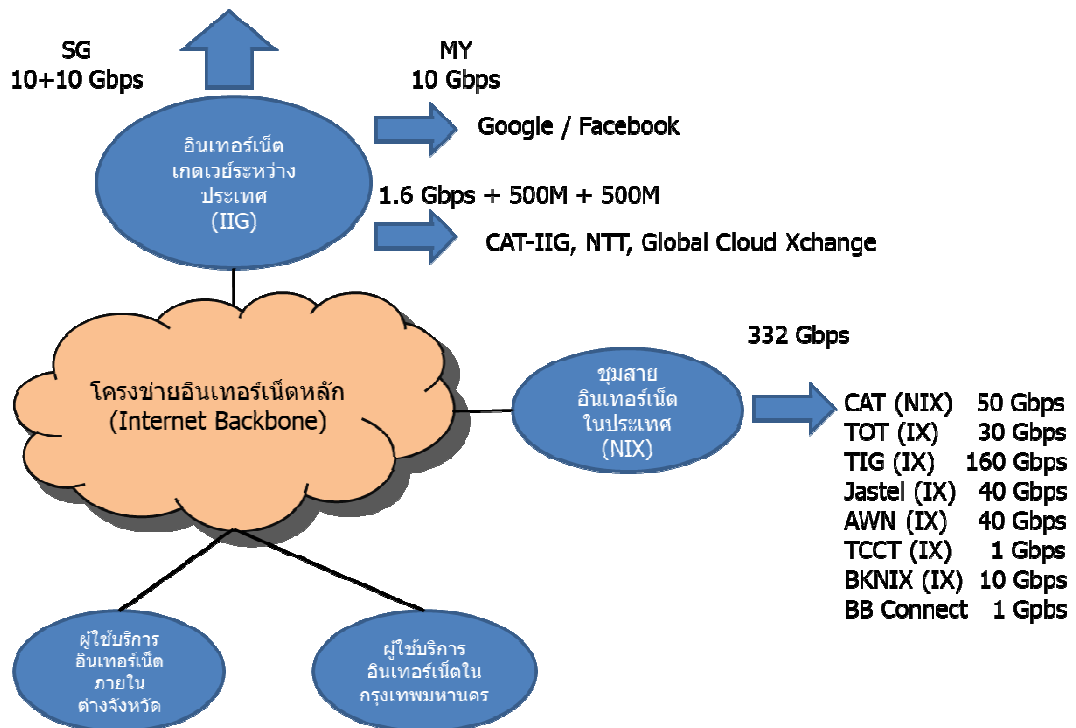 SG
10+10 Gbps
MY
10 Gbps
Google / Facebook
อินเทอร์เน็ต
เกตเวย์ระหว่าง
ประเทศ
(IIG)
1.6 Gbps + 500M + 500M
CAT-IIG, NTT, Global Cloud Xchange
332 Gbps
โครงข่ายอินเทอร์เน็ตหลัก
(Internet Backbone)
ชุมสาย
อินเทอร์เน็ต
ในประเทศ
(NIX)
CAT (NIX) 50 Gbps
TOT (IX) 30 Gbps
TIG (IX) 160 Gbps
Jastel (IX) 40 Gbps
AWN (IX) 40 Gbps
TCCT (IX) 1 Gbps
BKNIX (IX) 10 Gbps
BB Connect 1 Gpbs
ผู้ใช้บริการ
อินเทอร์เน็ต
ภายใน
ต่างจังหวัด
ผู้ใช้บริการ
อินเทอร์เน็ตใน
กรุงเทพมหานคร